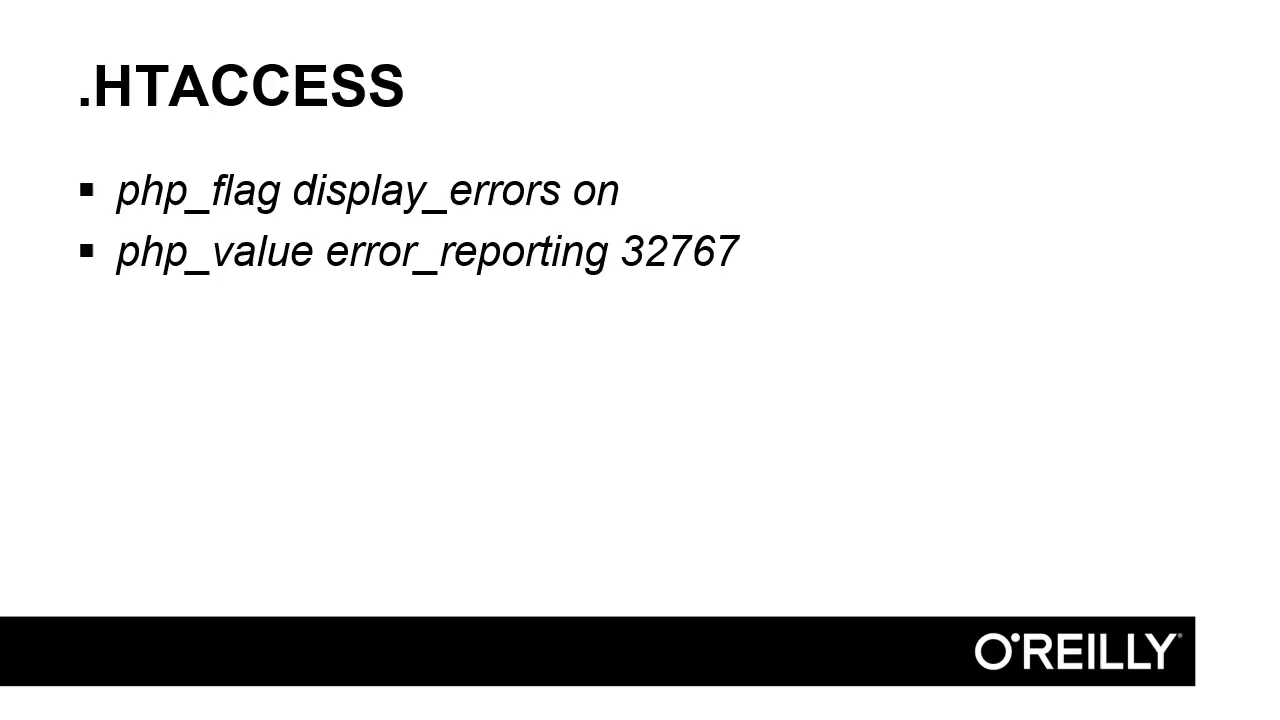 .HTACCESS
▪ php_flag display_errors on
▪ php_value error_reporting 32767
O'REILLY®